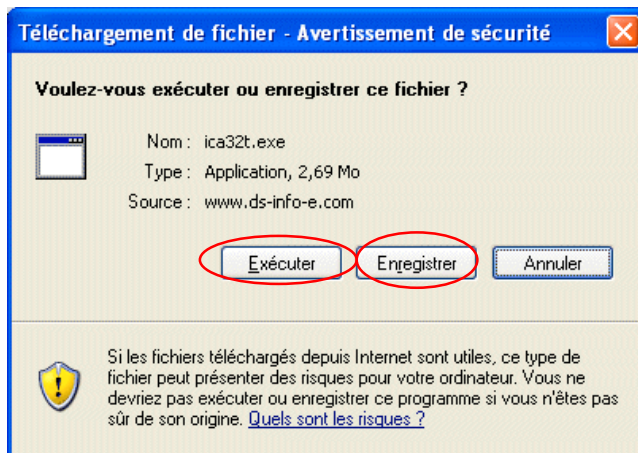 Téléchargement de fichier - Avertissement de sécurité
Voulez-vous exécuter ou enregistrer ce fichier ?
Nom : ica32t.exe
Type : Application, 2,69 Mo
Source : www.ds-info-e.com
Exécuter Enregistrer Annuler
Si les fichiers téléchargés depuis Internet sont utiles, ce type de
fichier peut présenter des risques pour votre ordinateur. Vous ne
devriez pas exécuter ou enregistrer ce programme si vous n'êtes pas
sûr de son origine. Quels sont les risques ?